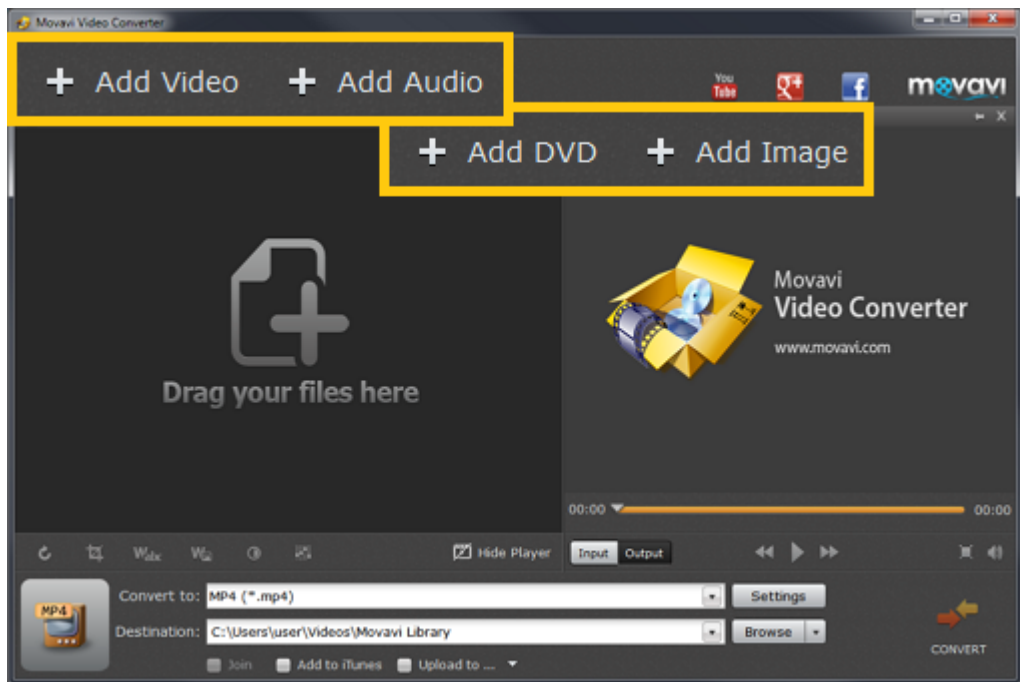 Movavi Video Converter
+ Add Video + Add Audio
You
Tube
g+
f
movavi
+ Add DVD + Add Image
Drag your files here
Movavi
Video Converter
www.movavi.com
00:00
00:00
Hide Player
Input Output
MP4
Convert to: MP4 (*.mp4)
Settings
Destination: C:\Users\user\Videos\Movavi Library
Browse
Join Add to iTunes Upload to ...
CONVERT